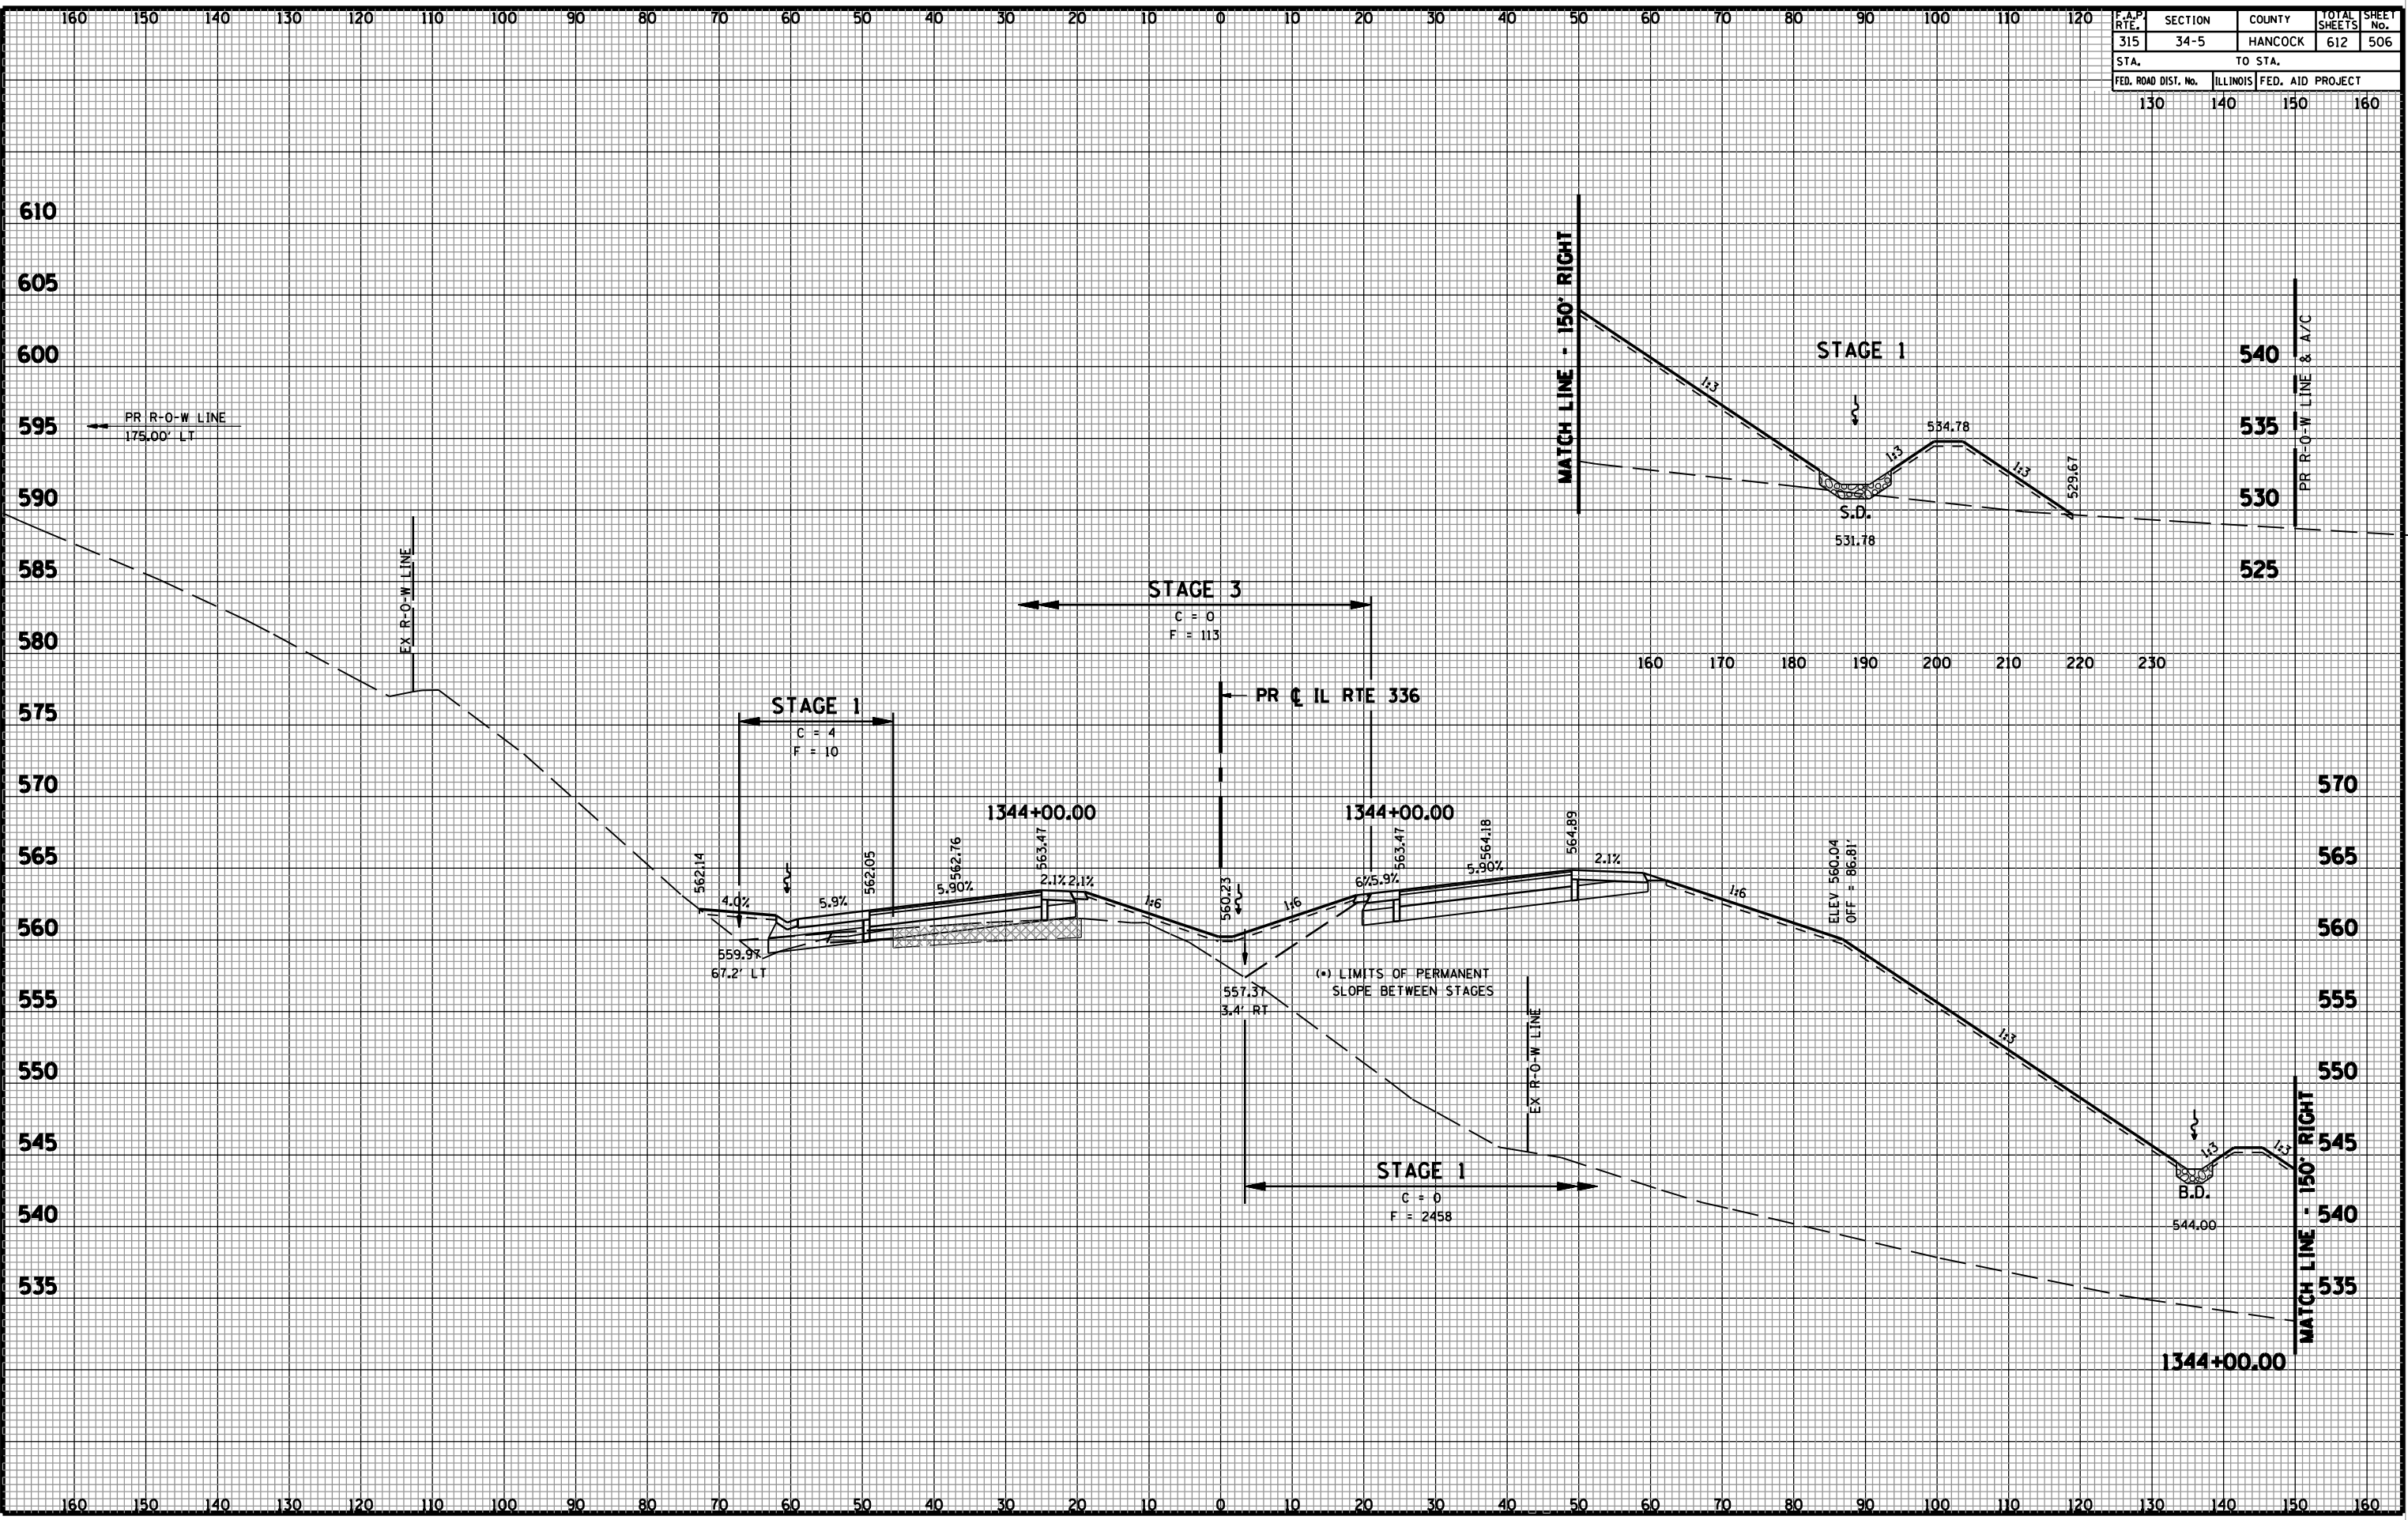 160 150 140 130 120 110 100 90 80 70 60 50 40 30 20 10 0 10 20 30 40 50 60 70 80 90 100 110 120
F.A.P. RTE. SECTION COUNTY TOTAL SHEETS SHEET No.
315 34-5 HANCOCK 612 506
STA. TO STA.
FED. ROAD DIST. No. ILLINOIS FED. AID PROJECT
130 140 150 160
610
605
600
595
590
585
580
575
570
565
560
555
550
545
540
535
PR R-O-W LINE
175.00' LT
EX R-O-W LINE
MATCH LINE - 150' RIGHT
STAGE 1
1:3
1:3
534.78
1:3
529.67
S.D.
531.78
540
535
530
525
PR R-O-W LINE & A/C
160 170 180 190 200 210 220 230
STAGE 3
C = 0
F = 113
STAGE 1
C = 4
F = 10
PR ℄ IL RTE 336
1344+00.00
1344+00.00
562.14
4.0%
5.9%
562.05
562.76
5.90%
563.47
2.1%
2.1%
1:6
560.23
1:6
6%
5.9%
563.47
564.18
5.90%
564.89
2.1%
1:6
ELEV 560.04
OFF = 86.81'
559.97
67.2' LT
557.37
3.4' RT
(*) LIMITS OF PERMANENT
SLOPE BETWEEN STAGES
EX R-O-W LINE
1:3
STAGE 1
C = 0
F = 2458
1:3
1:3
B.D.
544.00
570
565
560
555
550
545
540
535
MATCH LINE - 150' RIGHT
1344+00.00
160 150 140 130 120 110 100 90 80 70 60 50 40 30 20 10 0 10 20 30 40 50 60 70 80 90 100 110 120 130 140 150 160